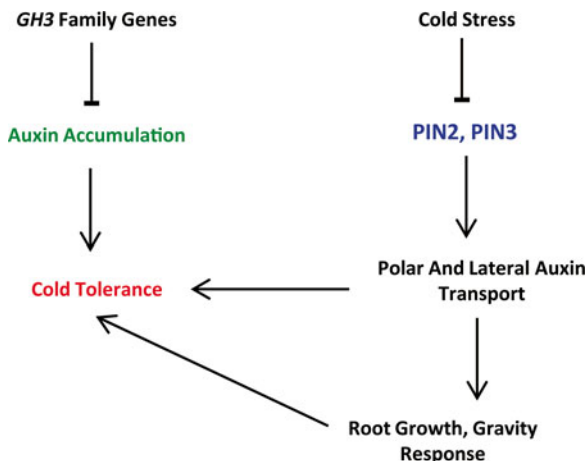 GH3 Family Genes
Cold Stress
Auxin Accumulation
PIN2, PIN3
Cold Tolerance
Polar And Lateral Auxin
Transport
Root Growth, Gravity
Response